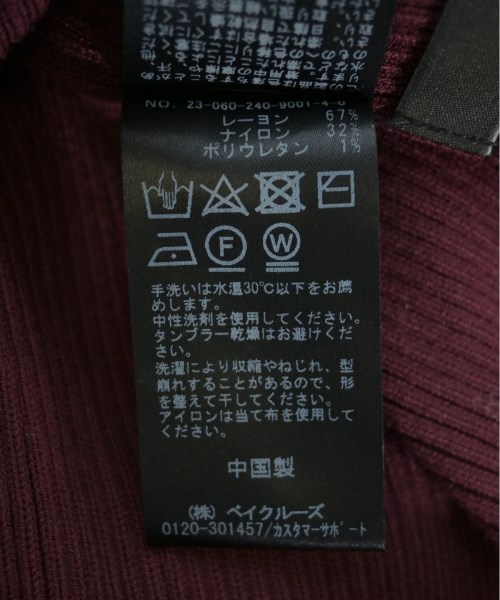 NO. 23-060-240-9001-4-6
レーヨン 67%
ナイロン 32%
ポリウレタン 1%
F W
手洗いは水温30℃以下をお薦
めします。
中性洗剤を使用してください。
タンブラー乾燥はお避けくだ
さい。
洗濯により収縮やねじれ、型
崩れすることがあるので、形
を整えて干してください。
アイロンは当て布を使用して
ください。
中国製
(株) ベイクルーズ
0120-301457/カスタマーサポート